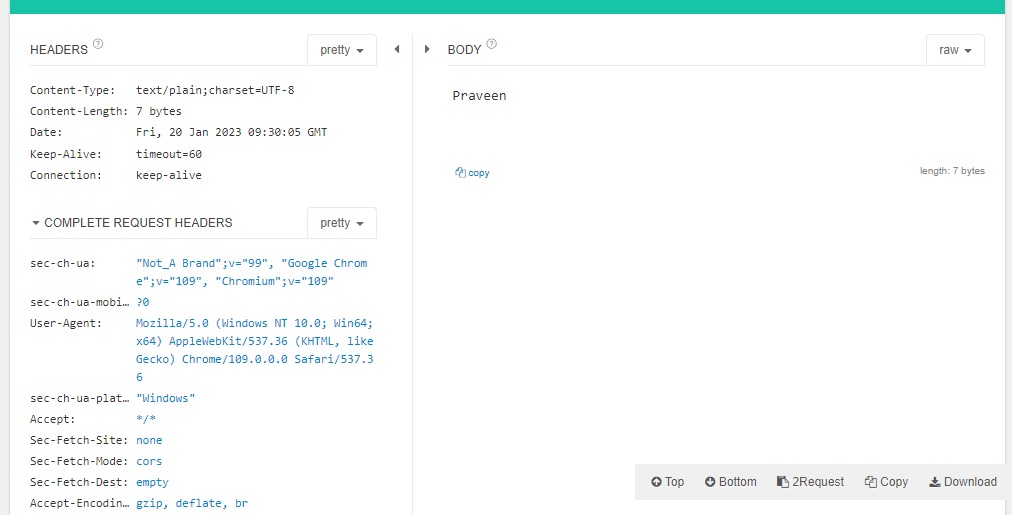 HEADERS ?
pretty
Content-Type: text/plain;charset=UTF-8
Content-Length: 7 bytes
Date: Fri, 20 Jan 2023 09:30:05 GMT
Keep-Alive: timeout=60
Connection: keep-alive
COMPLETE REQUEST HEADERS
pretty
sec-ch-ua: "Not_A Brand";v="99", "Google Chrom
e";v="109", "Chromium";v="109"
sec-ch-ua-mobi… ?0
User-Agent: Mozilla/5.0 (Windows NT 10.0; Win64;
x64) AppleWebKit/537.36 (KHTML, like
Gecko) Chrome/109.0.0.0 Safari/537.3
6
sec-ch-ua-plat… "Windows"
Accept: */*
Sec-Fetch-Site: none
Sec-Fetch-Mode: cors
Sec-Fetch-Dest: empty
Accept-Encodin… gzip, deflate, br
BODY ?
raw
Praveen
copy
length: 7 bytes
Top Bottom 2Request Copy Download